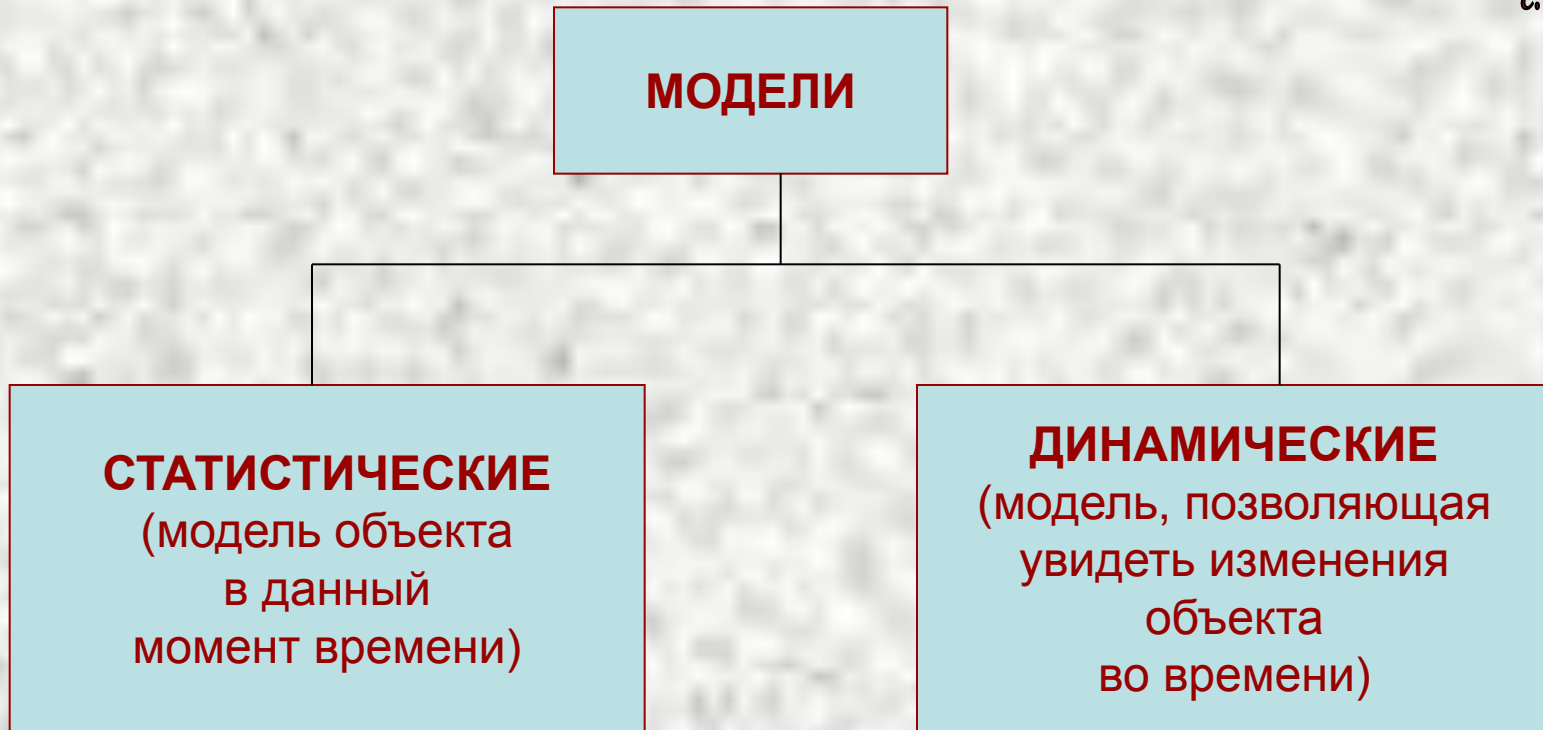 МОДЕЛИ
СТАТИСТИЧЕСКИЕ
(модель объекта
в данный
момент времени)
ДИНАМИЧЕСКИЕ
(модель, позволяющая
увидеть изменения
объекта
во времени)